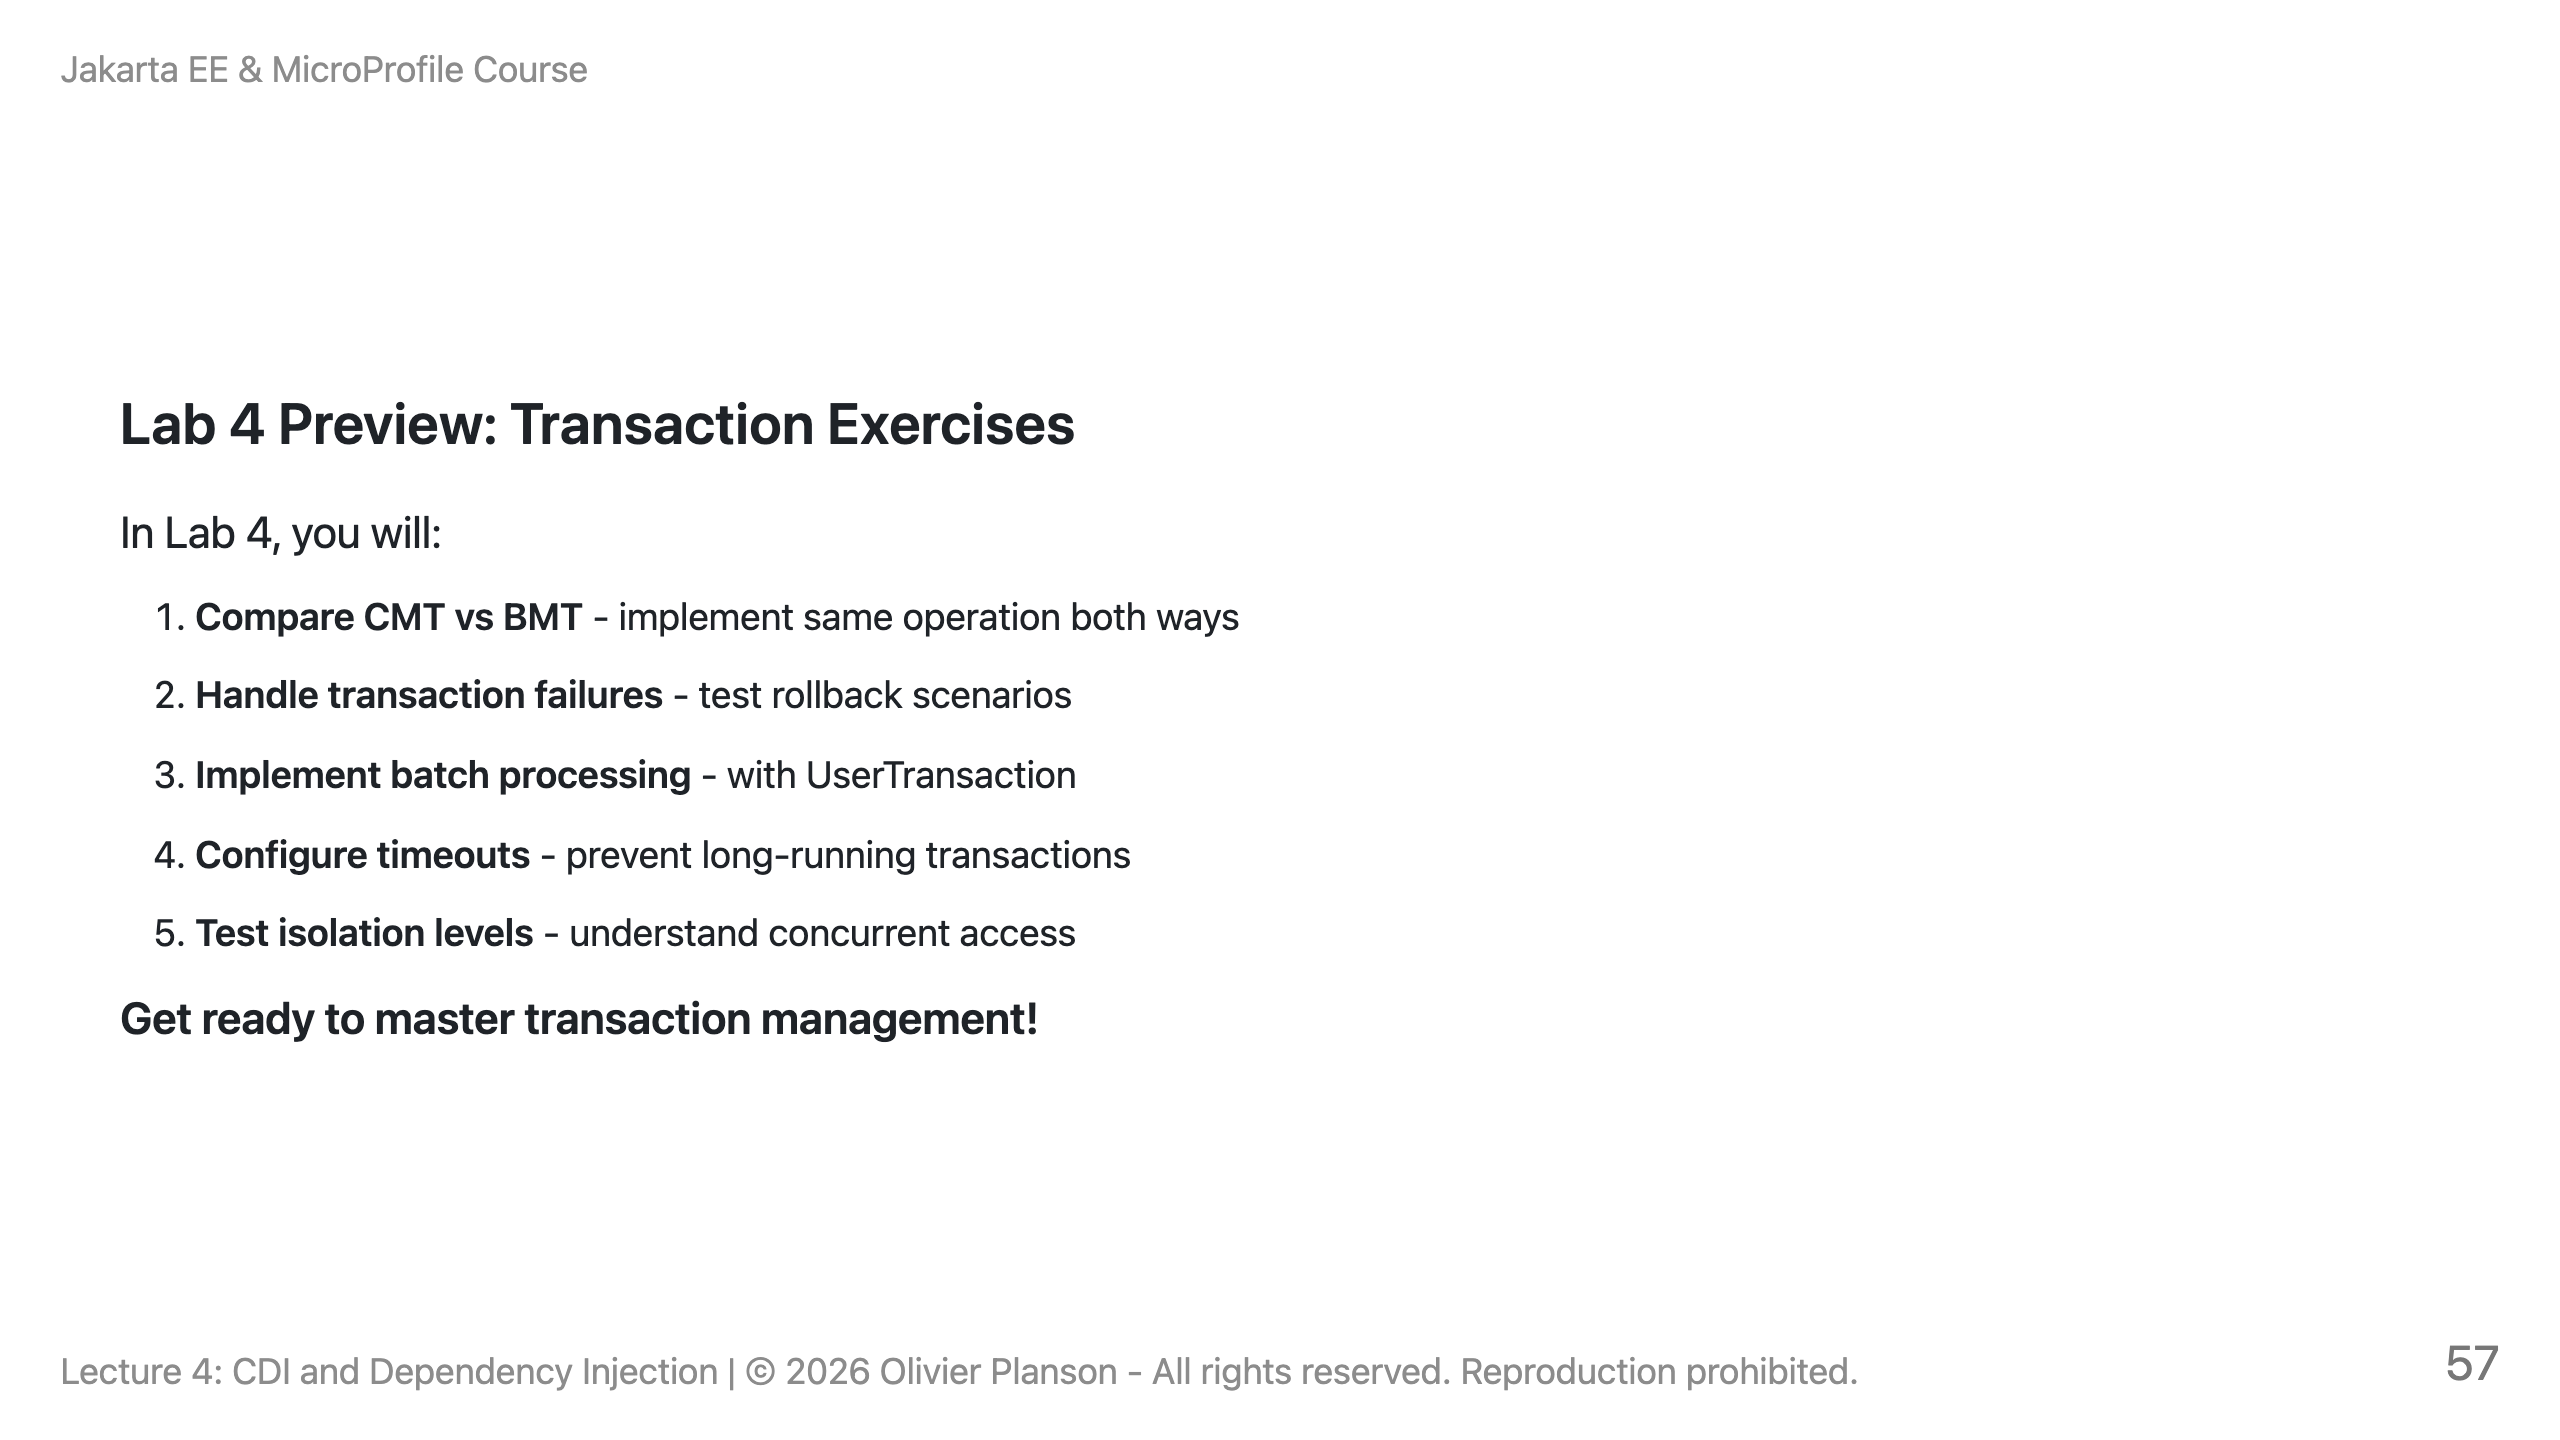 Jakarta EE & MicroProfile Course
Lab 4 Preview: Transaction Exercises
In Lab 4, you will:
1. Compare CMT vs BMT - implement same operation both ways
2. Handle transaction failures - test rollback scenarios
3. Implement batch processing - with UserTransaction
4. Configure timeouts - prevent long-running transactions
5. Test isolation levels - understand concurrent access
Get ready to master transaction management!
Lecture 4: CDI and Dependency Injection | © 2026 Olivier Planson - All rights reserved. Reproduction prohibited.
57